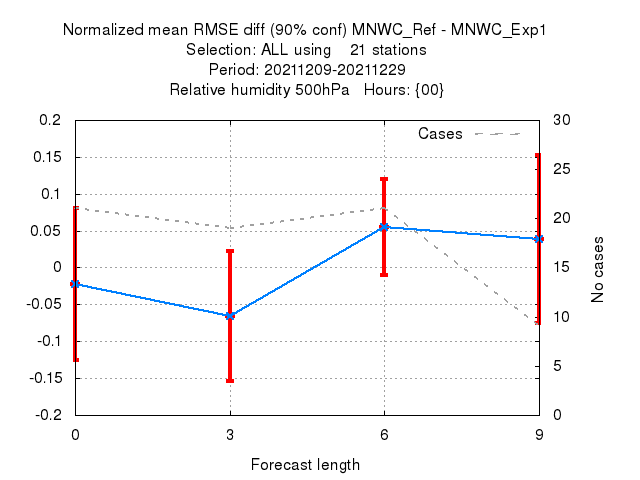 Normalized mean RMSE diff (90% conf) MNWC_Ref - MNWC_Exp1
Selection: ALL using    21 stations
Period: 20211209-20211229
Relative humidity 500hPa   Hours: {00}
Cases
0.2
0.15
0.1
0.05
0
-0.05
-0.1
-0.15
-0.2
30
25
20
15
10
5
0
No cases
0 3 6 9
Forecast length